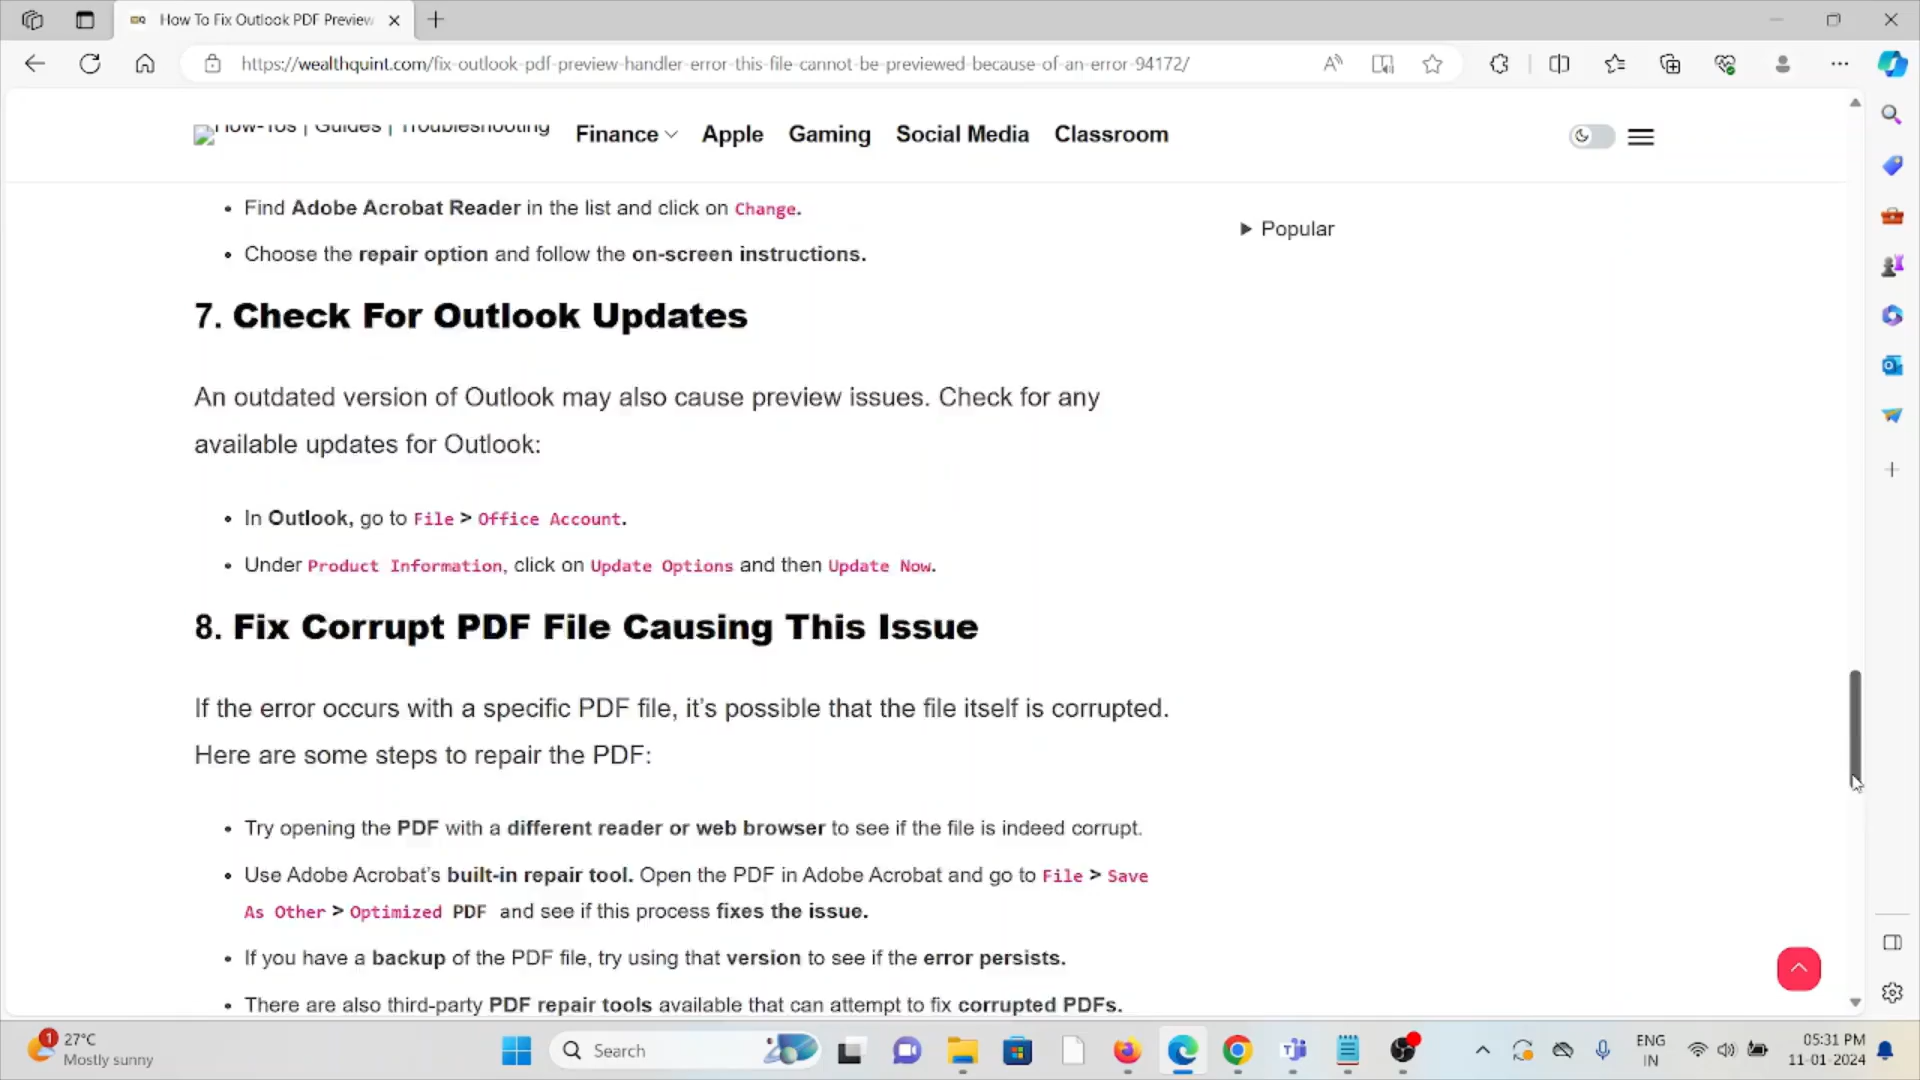 How To Fix Outlook PDF Preview
https://wealthquint.com/fix-outlook-pdf-preview-handler-error-this-file-cannot-be-previewed-because-of-an-error-94172/
How-Tos | Guides | Troubleshooting
Finance
Apple
Gaming
Social Media
Classroom
• Find Adobe Acrobat Reader in the list and click on Change.
Popular
• Choose the repair option and follow the on-screen instructions.
7. Check For Outlook Updates
An outdated version of Outlook may also cause preview issues. Check for any
available updates for Outlook:
• In Outlook, go to File > Office Account.
• Under Product Information, click on Update Options and then Update Now.
8. Fix Corrupt PDF File Causing This Issue
If the error occurs with a specific PDF file, it's possible that the file itself is corrupted.
Here are some steps to repair the PDF:
• Try opening the PDF with a different reader or web browser to see if the file is indeed corrupt.
• Use Adobe Acrobat's built-in repair tool. Open the PDF in Adobe Acrobat and go to File > Save
As Other > Optimized PDF and see if this process fixes the issue.
• If you have a backup of the PDF file, try using that version to see if the error persists.
• There are also third-party PDF repair tools available that can attempt to fix corrupted PDFs.
1
27°C
Mostly sunny
Search
ENG
IN
05:31 PM
11-01-2024